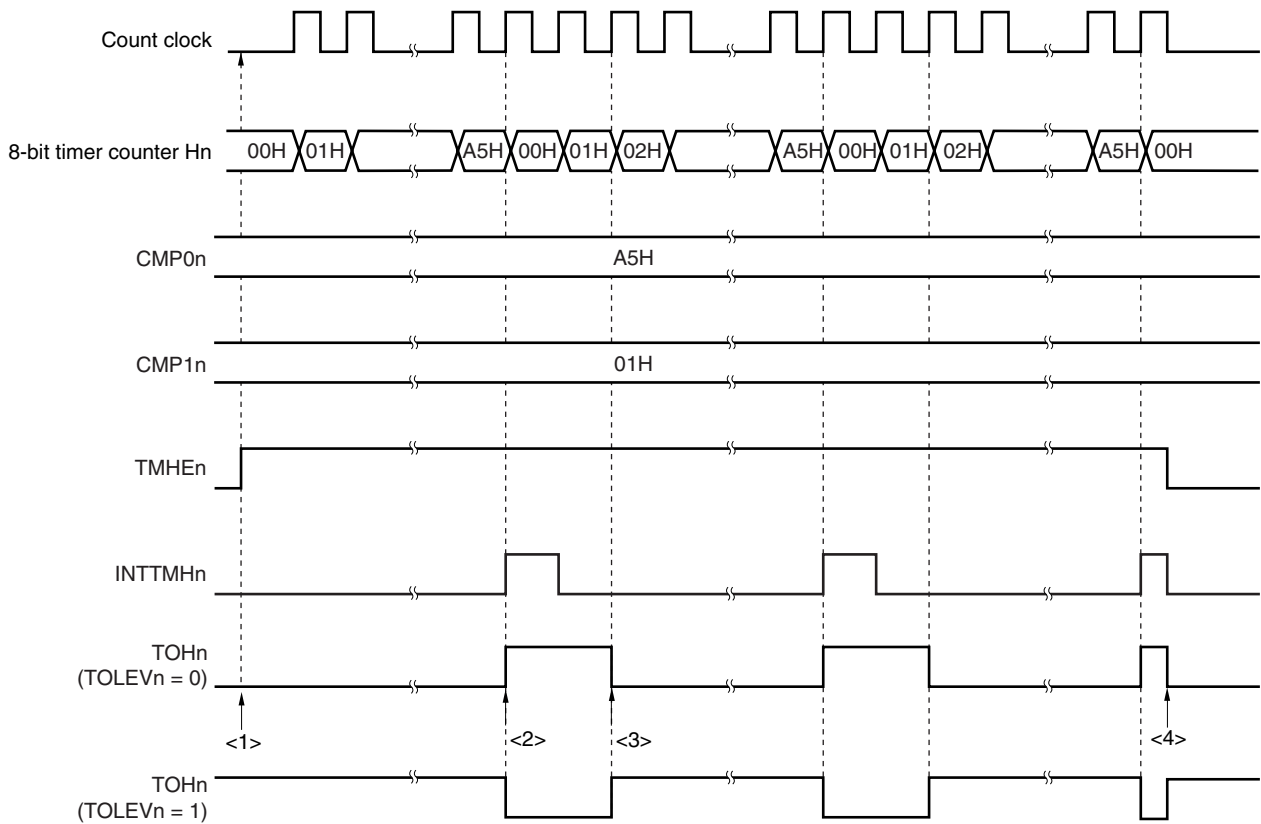 Count clock
8-bit timer counter Hn
00H 01H A5H 00H 01H 02H A5H 00H 01H 02H A5H 00H
CMP0n
A5H
CMP1n
01H
TMHEn
INTTMHn
TOHn
(TOLEVn = 0)
<1> <2> <3> <4>
TOHn
(TOLEVn = 1)